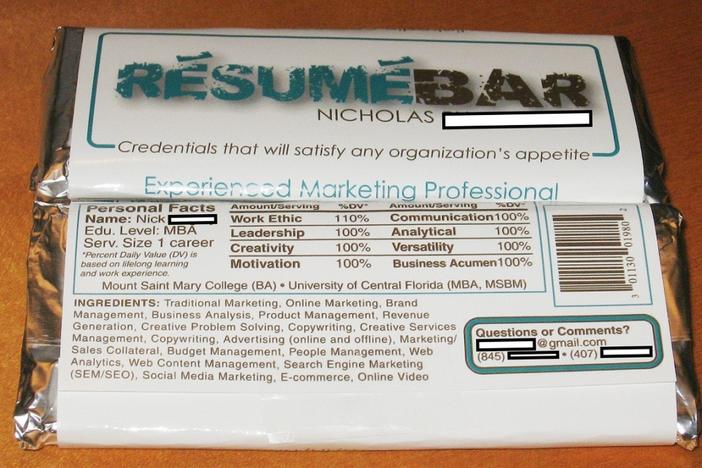 RÉSUMÉBAR
NICHOLAS
Credentials that will satisfy any organization's appetite
Experienced Marketing Professional
Personal Facts
Name: Nick
Edu. Level: MBA
Serv. Size 1 career
*Percent Daily Value (DV) is
based on lifelong learning
and work experience.
Amount/Serving %DV* Amount/Serving %DV*
Work Ethic 110% Communication 100%
Leadership 100% Analytical 100%
Creativity 100% Versatility 100%
Motivation 100% Business Acumen 100%
Mount Saint Mary College (BA) • University of Central Florida (MBA, MSBM)
INGREDIENTS: Traditional Marketing, Online Marketing, Brand
Management, Business Analysis, Product Management, Revenue
Generation, Creative Problem Solving, Copywriting, Creative Services
Management, Copywriting, Advertising (online and offline), Marketing/
Sales Collateral, Budget Management, People Management, Web
Analytics, Web Content Management, Search Engine Marketing
(SEM/SEO), Social Media Marketing, E-commerce, Online Video
3 01130 01980 2
Questions or Comments?
@gmail.com
(845) • (407)